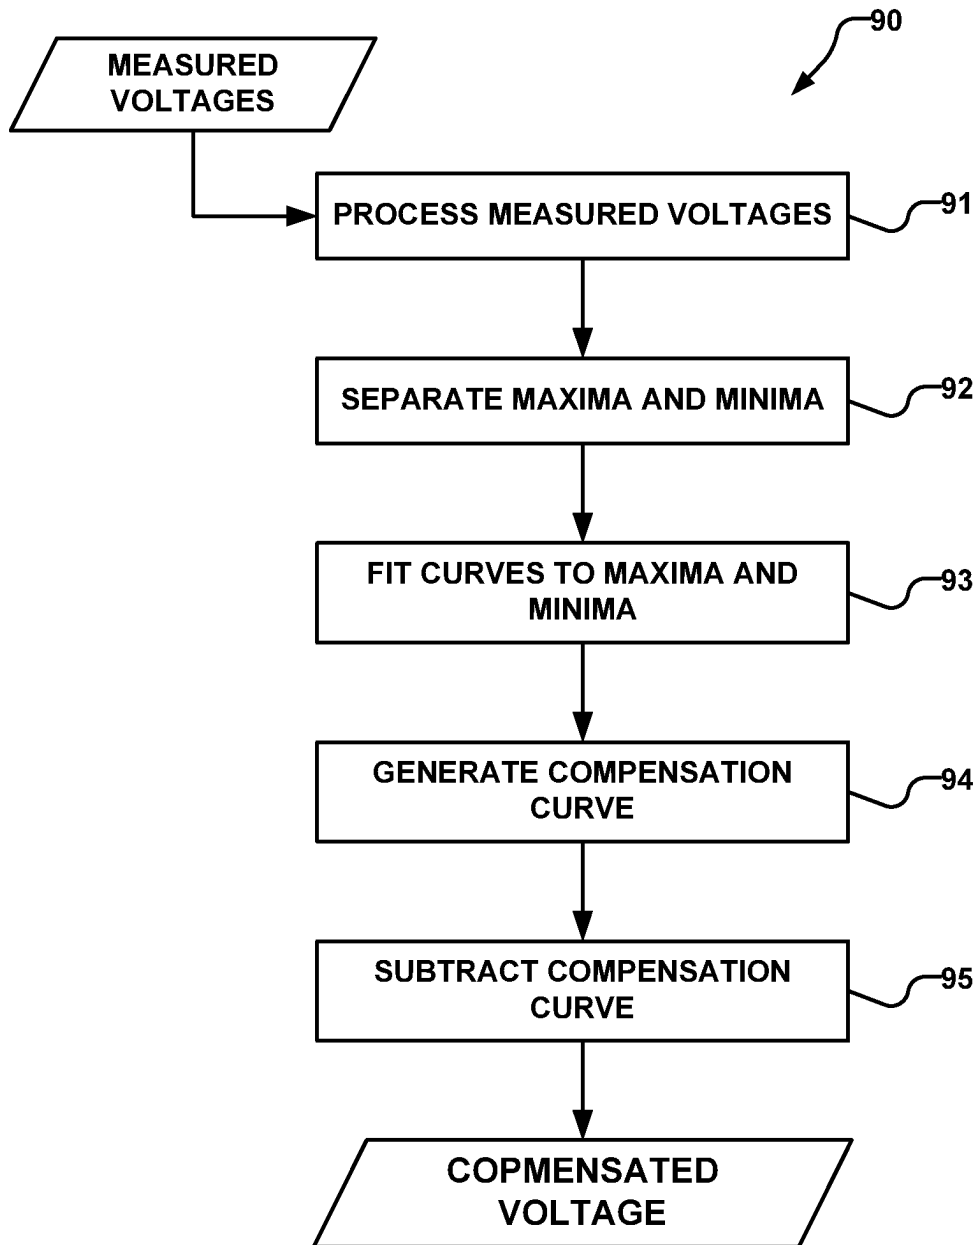 90
MEASURED
VOLTAGES
PROCESS MEASURED VOLTAGES
91
SEPARATE MAXIMA AND MINIMA
92
FIT CURVES TO MAXIMA AND
MINIMA
93
GENERATE COMPENSATION
CURVE
94
SUBTRACT COMPENSATION
CURVE
95
COPMENSATED
VOLTAGE